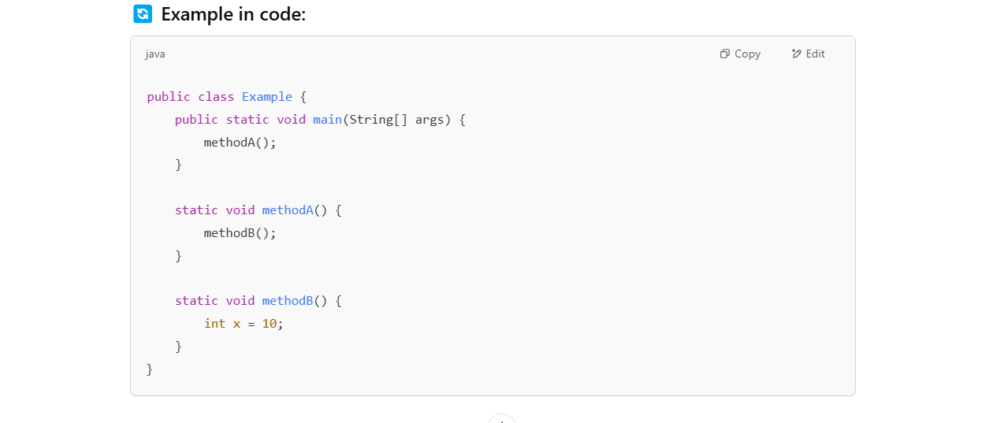 Example in code:
java
Copy
Edit
public class Example {
    public static void main(String[] args) {
        methodA();
    }

    static void methodA() {
        methodB();
    }

    static void methodB() {
        int x = 10;
    }
}